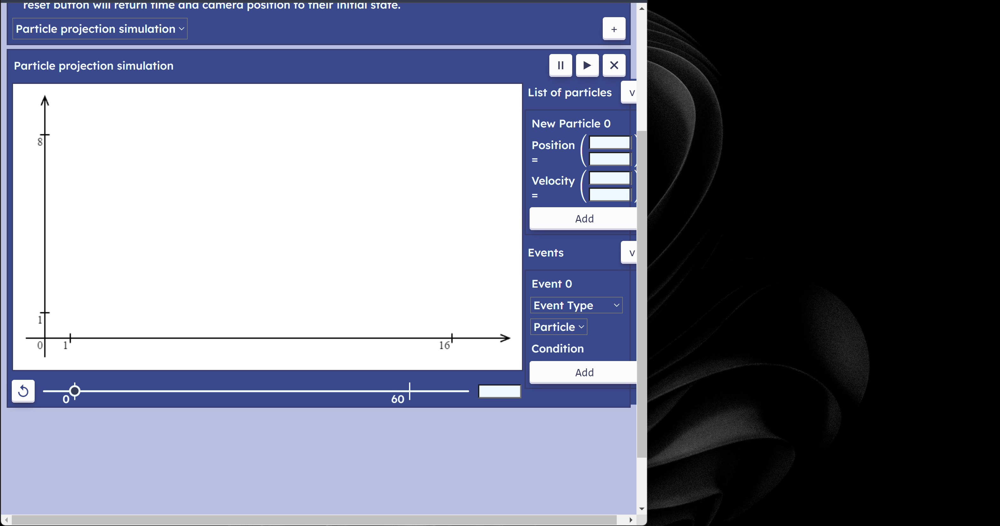 reset button will return time and camera position to their initial state.
Particle projection simulation
+
Particle projection simulation
List of particles
v
8
New Particle 0
Position
=
Velocity
=
Add
Events
v
Event 0
Event Type
1
Particle
0 1 16
Condition
Add
0 60